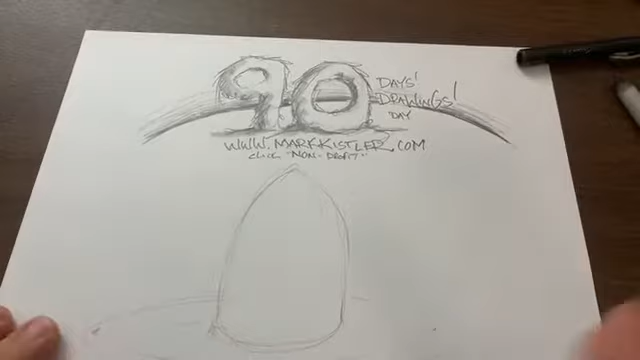 90 DAYS!
DRAWINGS!
DAY
WWW.MARKKISTLER.COM
CLICK "NON-PROFIT"